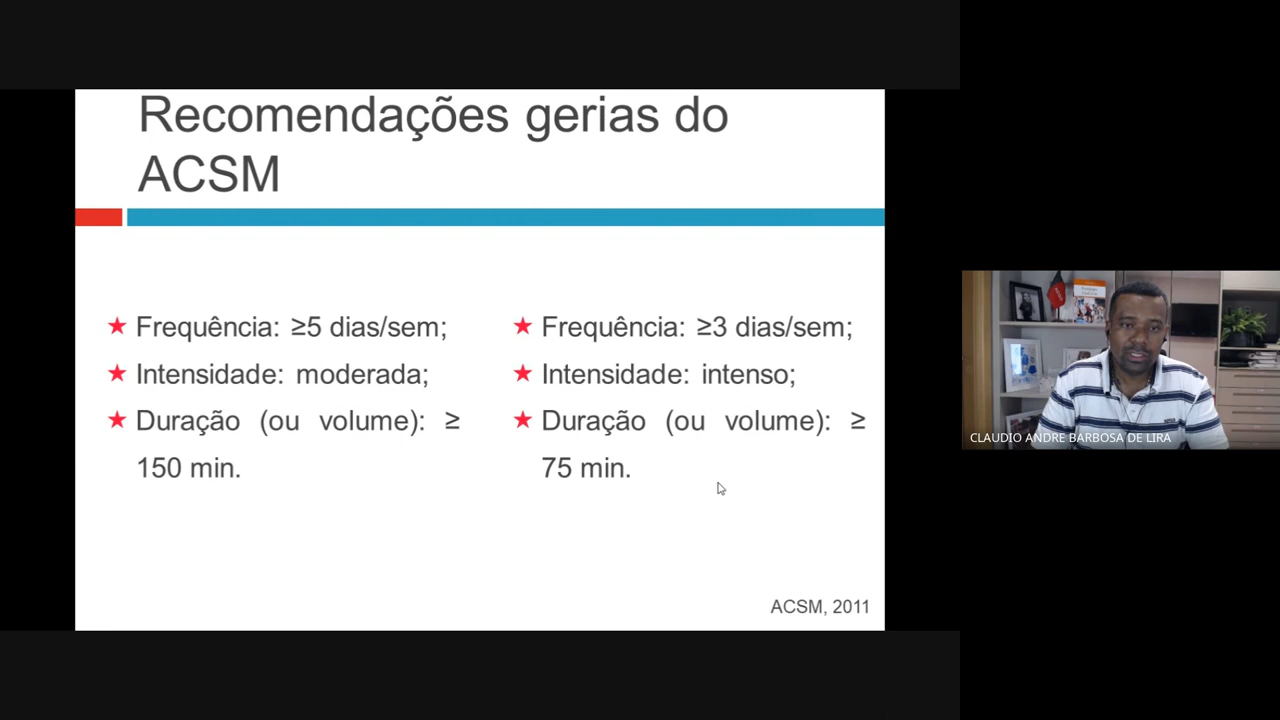 Recomendações gerias do
ACSM
★ Frequência: ≥5 dias/sem;
★ Intensidade: moderada;
★ Duração (ou volume): ≥
150 min.
★ Frequência: ≥3 dias/sem;
★ Intensidade: intenso;
★ Duração (ou volume): ≥
75 min.
ACSM, 2011
CLAUDIO ANDRE BARBOSA DE LIRA